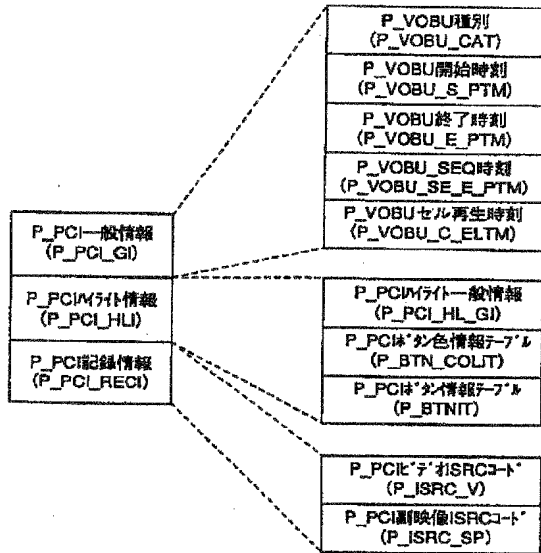 P_VOBU種別
(P_VOBU_CAT)
P_VOBU開始時刻
(P_VOBU_S_PTM)
P_VOBU終了時刻
(P_VOBU_E_PTM)
P_VOBU_SEQ時刻
(P_VOBU_SE_E_PTM)
P_VOBUセル再生時刻
(P_VOBU_C_ELTM)
P_PCI一般情報
(P_PCI_GI)
P_PCIハイライト情報
(P_PCI_HLI)
P_PCI記録情報
(P_PCI_RECI)
P_PCIハイライト一般情報
(P_PCI_HL_GI)
P_PCIボタン色情報テーブル
(P_BTN_COLIT)
P_PCIボタン情報テーブル
(P_BTNIT)
P_PCIビデオISRCコード
(P_ISRC_V)
P_PCI副映像ISRCコード
(P_ISRC_SP)